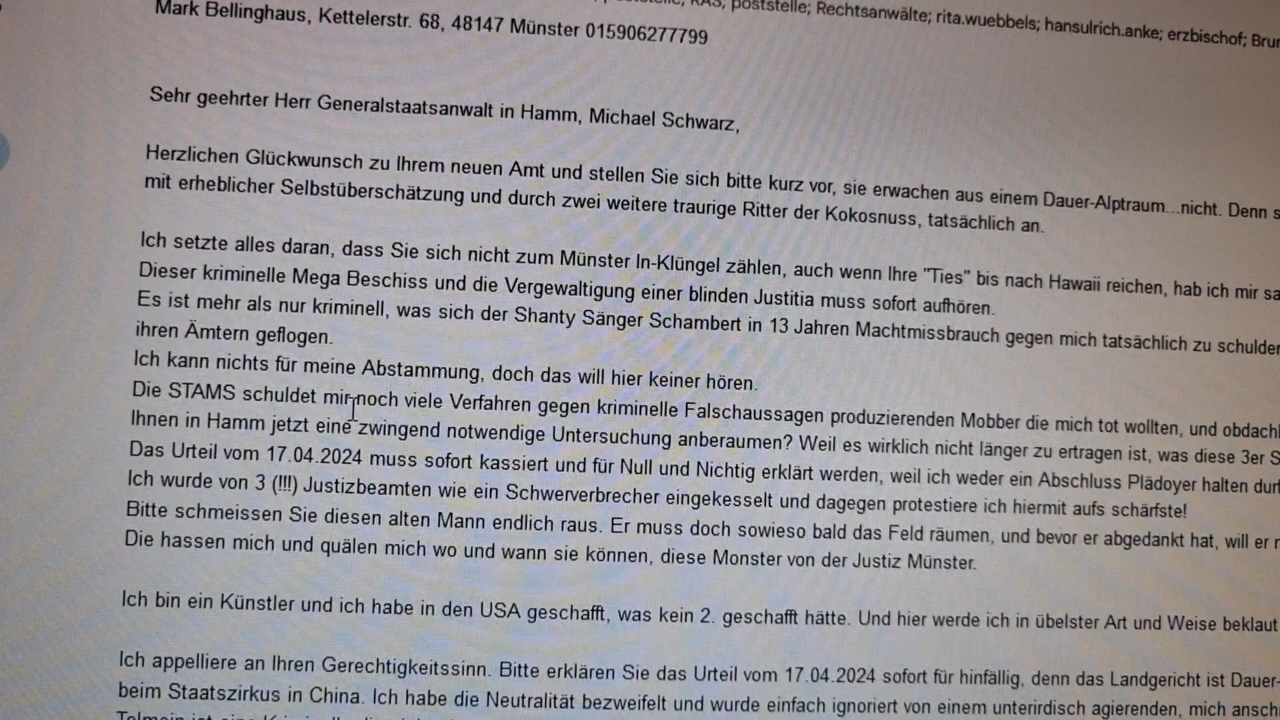 poststelle; Rechtsanwälte; rita.wuebbels; hansulrich.anke; erzbischof;
Mark Bellinghaus, Kettelerstr. 68, 48147 Münster 015906277799
Sehr geehrter Herr Generalstaatsanwalt in Hamm, Michael Schwarz,
Herzlichen Glückwunsch zu Ihrem neuen Amt und stellen Sie sich bitte kurz vor, sie erwachen aus einem Dauer-Alptraum...nicht. Denn
mit erheblicher Selbstüberschätzung und durch zwei weitere traurige Ritter der Kokosnuss, tatsächlich an.
Ich setzte alles daran, dass Sie sich nicht zum Münster In-Klüngel zählen, auch wenn Ihre "Ties" bis nach Hawaii reichen, hab ich mir
Dieser kriminelle Mega Beschiss und die Vergewaltigung einer blinden Justitia muss sofort aufhören.
Es ist mehr als nur kriminell, was sich der Shanty Sänger Schambert in 13 Jahren Machtmissbrauch gegen mich tatsächlich zu
ihren Ämtern geflogen.
Ich kann nichts für meine Abstammung, doch das will hier keiner hören.
Die STAMS schuldet mir noch viele Verfahren gegen kriminelle Falschaussagen produzierenden Mobber die mich tot wollten, und
Ihnen in Hamm jetzt eine zwingend notwendige Untersuchung anberaumen? Weil es wirklich nicht länger zu ertragen ist, was diese 3er
Das Urteil vom 17.04.2024 muss sofort kassiert und für Null und Nichtig erklärt werden, weil ich weder ein Abschluss Plädoyer halten
Ich wurde von 3 (!!!) Justizbeamten wie ein Schwerverbrecher eingekesselt und dagegen protestiere ich hiermit aufs schärfste!
Bitte schmeissen Sie diesen alten Mann endlich raus. Er muss doch sowieso bald das Feld räumen, und bevor er abgedankt hat, will er
Die hassen mich und quälen mich wo und wann sie können, diese Monster von der Justiz Münster.
Ich bin ein Künstler und ich habe in den USA geschafft, was kein 2. geschafft hätte. Und hier werde ich in übelster Art und Weise beklaut
Ich appelliere an Ihren Gerechtigkeitssinn. Bitte erklären Sie das Urteil vom 17.04.2024 sofort für hinfällig, denn das Landgericht ist Dauer-
beim Staatszirkus in China. Ich habe die Neutralität bezweifelt und wurde einfach ignoriert von einem unterirdisch agierenden, mich